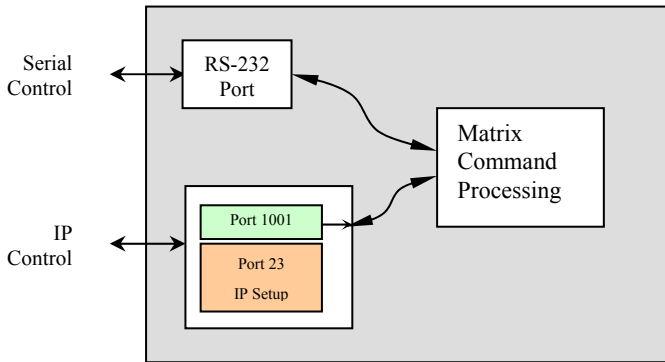 Serial
Control
RS-232
Port
Matrix
Command
Processing
IP
Control
Port 1001
Port 23
IP Setup